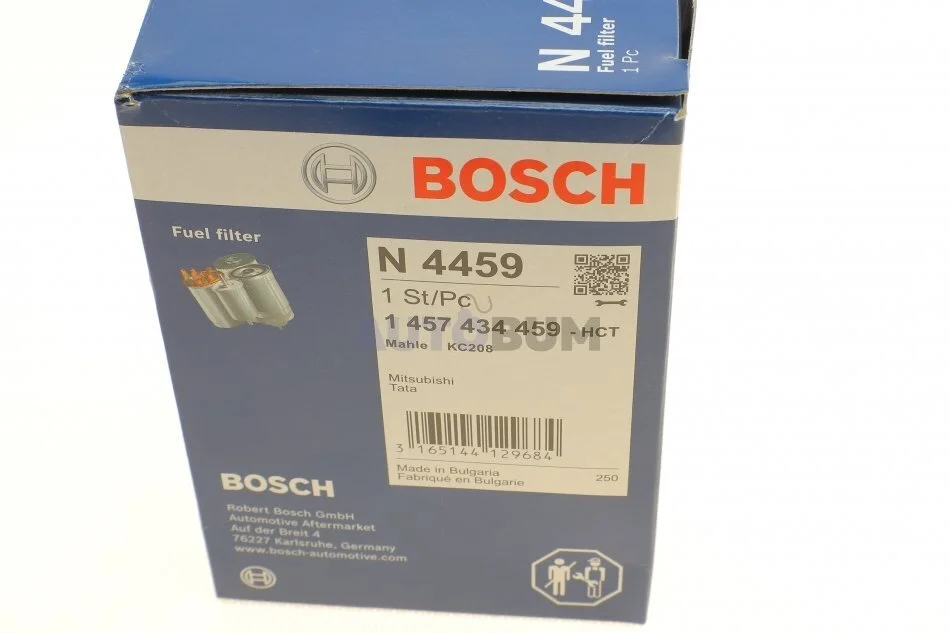 N 44
Fuel filter
1 Pc
BOSCH
Fuel filter
N 4459
1 St/Pc
1 457 434 459 - HCT
AUTOBUM
Mahle KC208
Mitsubishi
Tata
3 165144 129684
Made in Bulgaria
Fabriqué en Bulgarie
250
BOSCH
Robert Bosch GmbH
Automotive Aftermarket
Auf der Breit 4
76227 Karlsruhe, Germany
www.bosch-automotive.com